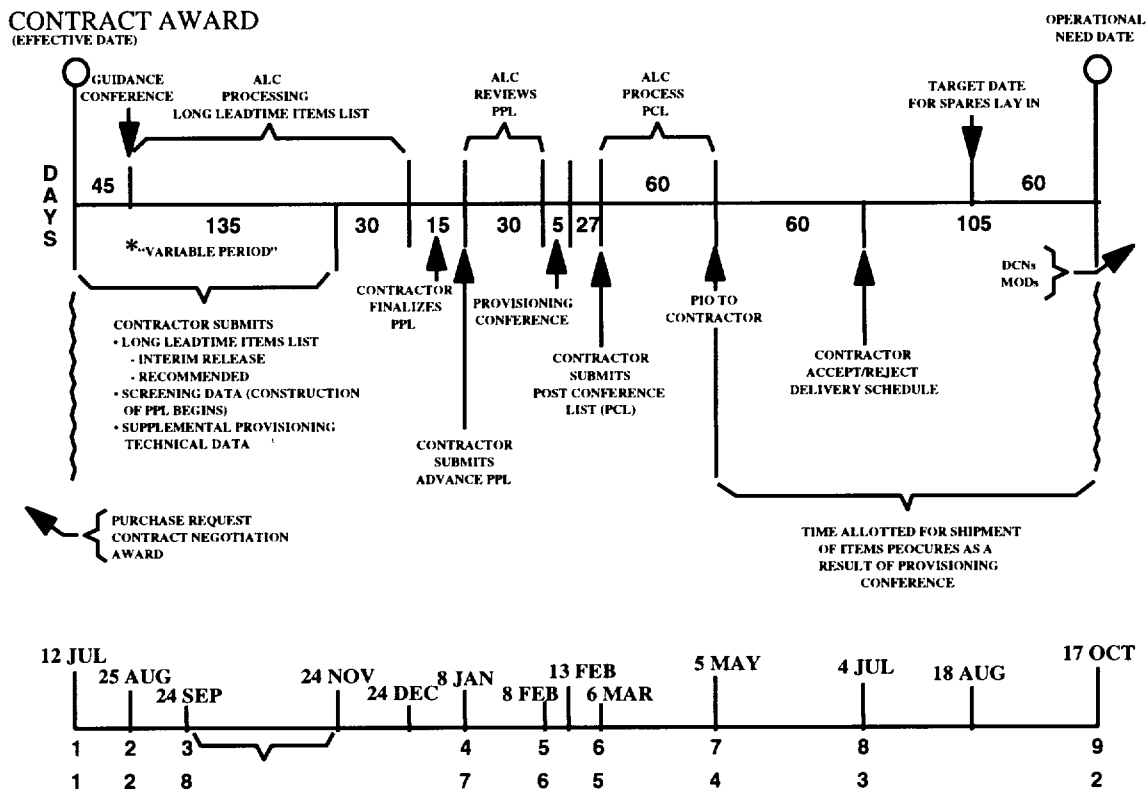 CONTRACT AWARD
(EFFECTIVE DATE)
OPERATIONAL
NEED DATE
GUIDANCE
CONFERENCE
ALC
PROCESSING
LONG LEADTIME ITEMS LIST
ALC
REVIEWS
PPL
ALC
PROCESS
PCL
TARGET DATE
FOR SPARES LAY IN
DAYS
45
60
60
135
30
15
30
5
27
60
105
*"VARIABLE PERIOD"
CONTRACTOR
FINALIZES
PPL
PROVISIONING
CONFERENCE
PIO TO
CONTRACTOR
DCNs
MODs
CONTRACTOR SUBMITS
• LONG LEADTIME ITEMS LIST
- INTERIM RELEASE
- RECOMMENDED
• SCREENING DATA (CONSTRUCTION
OF PPL BEGINS)
• SUPPLEMENTAL PROVISIONING
TECHNICAL DATA
CONTRACTOR
SUBMITS
POST CONFERENCE
LIST (PCL)
CONTRACTOR
ACCEPT/REJECT
DELIVERY SCHEDULE
CONTRACTOR
SUBMITS
ADVANCE PPL
PURCHASE REQUEST
CONTRACT NEGOTIATION
AWARD
TIME ALLOTTED FOR SHIPMENT
OF ITEMS PEOCURES AS A
RESULT OF PROVISIONING
CONFERENCE
12 JUL
25 AUG
24 SEP
24 NOV
24 DEC
8 JAN
8 FEB
13 FEB
6 MAR
5 MAY
4 JUL
18 AUG
17 OCT
1 2 3 4 5 6 7 8 9
1 2 8 7 6 5 4 3 2